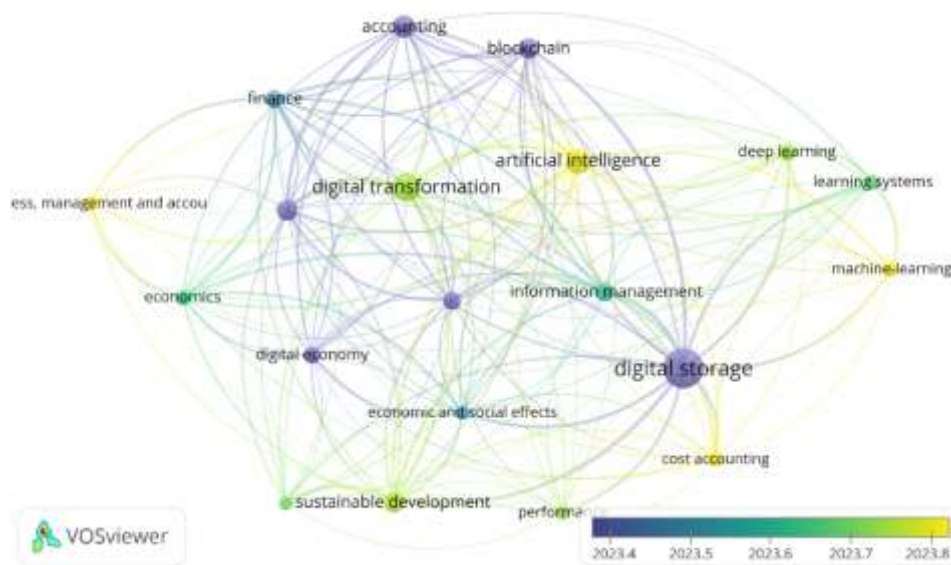 accounting
blockchain
finance
artificial intelligence
deep learning
digital transformation
learning systems
ess, management and accou
machine-learning
economics
information management
digital economy
digital storage
economic and social effects
cost accounting
sustainable development
performance
VOSviewer
2023.4 2023.5 2023.6 2023.7 2023.8